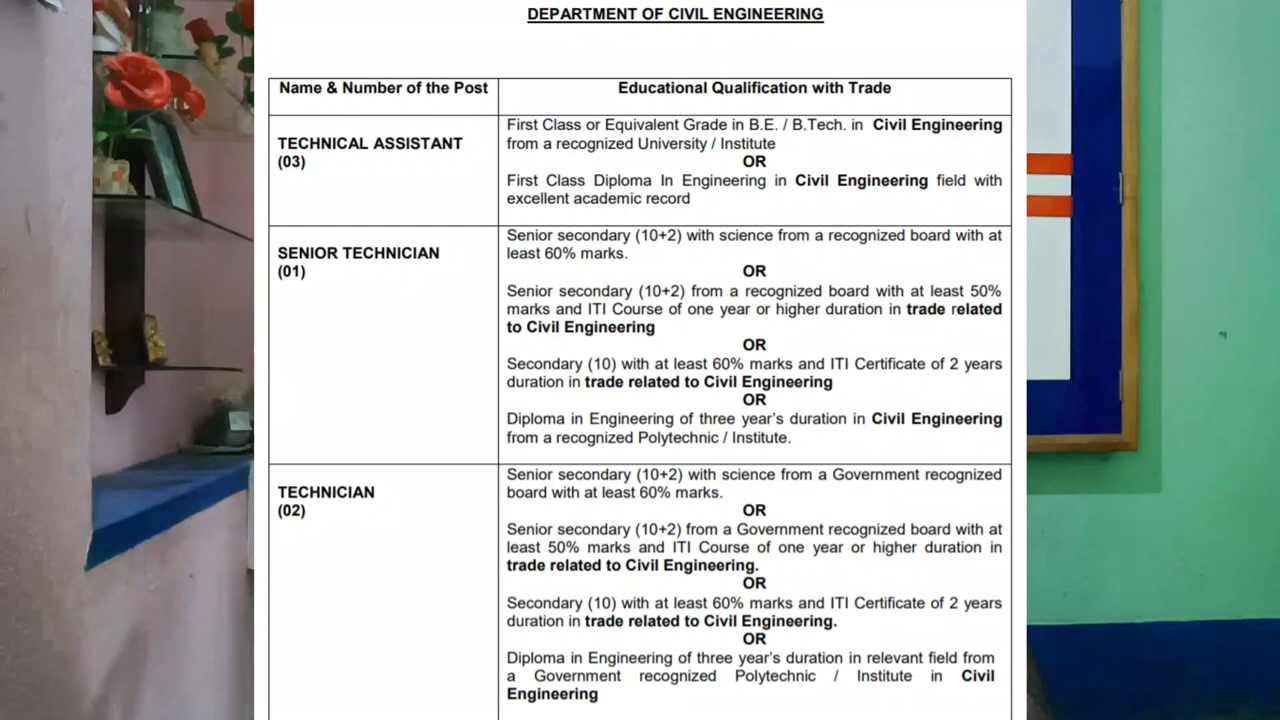 DEPARTMENT OF CIVIL ENGINEERING
Name & Number of the Post
Educational Qualification with Trade
TECHNICAL ASSISTANT
(03)
First Class or Equivalent Grade in B.E. / B.Tech. in Civil Engineering
from a recognized University / Institute
OR
First Class Diploma In Engineering in Civil Engineering field with
excellent academic record
SENIOR TECHNICIAN
(01)
Senior secondary (10+2) with science from a recognized board with at
least 60% marks.
OR
Senior secondary (10+2) from a recognized board with at least 50%
marks and ITI Course of one year or higher duration in trade related
to Civil Engineering
OR
Secondary (10) with at least 60% marks and ITI Certificate of 2 years
duration in trade related to Civil Engineering
OR
Diploma in Engineering of three year’s duration in Civil Engineering
from a recognized Polytechnic / Institute.
TECHNICIAN
(02)
Senior secondary (10+2) with science from a Government recognized
board with at least 60% marks.
OR
Senior secondary (10+2) from a Government recognized board with at
least 50% marks and ITI Course of one year or higher duration in
trade related to Civil Engineering.
OR
Secondary (10) with at least 60% marks and ITI Certificate of 2 years
duration in trade related to Civil Engineering.
OR
Diploma in Engineering of three year’s duration in relevant field from
a Government recognized Polytechnic / Institute in Civil
Engineering